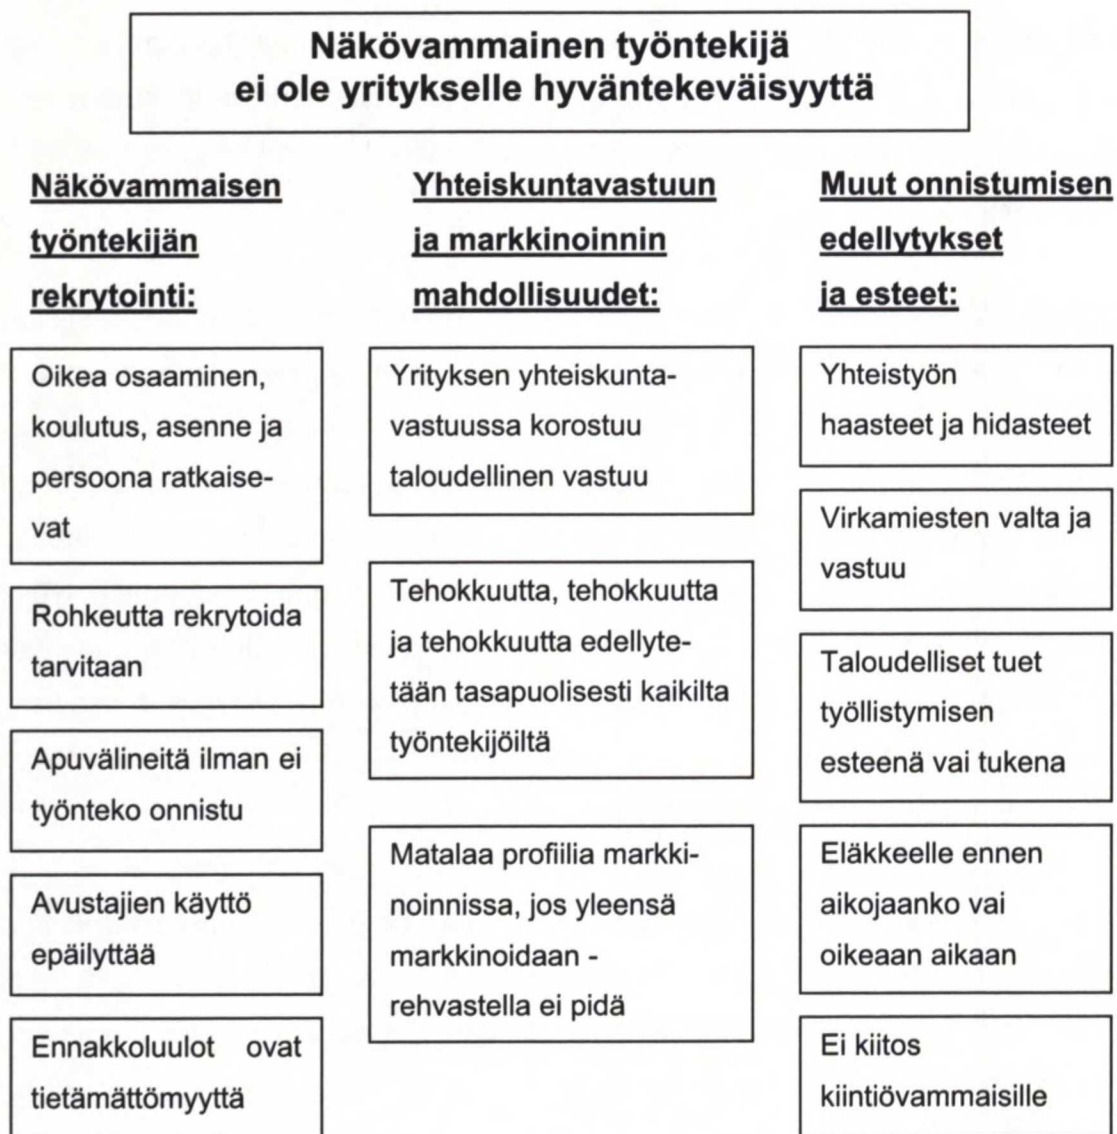 Näkövammainen työntekijä
ei ole yritykselle hyväntekeväisyyttä
Näkövammaisen
työntekijän
rekrytointi:
Oikea osaaminen,
koulutus, asenne ja
persoona ratkaise-
vat
Rohkeutta rekrytoida
tarvitaan
Apuvälineitä ilman ei
työnteko onnistu
Avustajien käyttö
epäilyttää
Ennakkoluulot ovat
tietämättömyyttä
Yhteiskuntavastuun
ja markkinoinnin
mahdollisuudet:
Yrityksen yhteiskunta-
vastuussa korostuu
taloudellinen vastuu
Tehokkuutta, tehokkuutta
ja tehokkuutta edellyte-
tään tasapuolisesti kaikilta
työntekijöiltä
Matalaa profiilia markki-
noinnissa, jos yleensä
markkinoidaan -
rehvastella ei pidä
Muut onnistumisen
edellytykset
ja esteet:
Yhteistyön
haasteet ja hidasteet
Virkamiesten valta ja
vastuu
Taloudelliset tuet
työllistymisen
esteenä vai tukena
Eläkkeelle ennen
aikojaanko vai
oikeaan aikaan
Ei kiitos
kiintiövammaisille